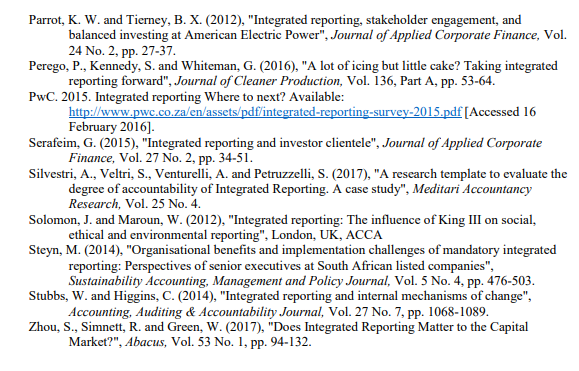 Parrot, K. W. and Tierney, B. X. (2012), "Integrated reporting, stakeholder engagement, and
balanced investing at American Electric Power", Journal of Applied Corporate Finance, Vol.
24 No. 2, pp. 27-37.
Perego, P., Kennedy, S. and Whiteman, G. (2016), "A lot of icing but little cake? Taking integrated
reporting forward", Journal of Cleaner Production, Vol. 136, Part A, pp. 53-64.
PwC. 2015. Integrated reporting Where to next? Available:
http://www.pwc.co.za/en/assets/pdf/integrated-reporting-survey-2015.pdf [Accessed 16
February 2016].
Serafeim, G. (2015), "Integrated reporting and investor clientele", Journal of Applied Corporate
Finance, Vol. 27 No. 2, pp. 34-51.
Silvestri, A., Veltri, S., Venturelli, A. and Petruzzelli, S. (2017), "A research template to evaluate the
degree of accountability of Integrated Reporting. A case study", Meditari Accountancy
Research, Vol. 25 No. 4.
Solomon, J. and Maroun, W. (2012), "Integrated reporting: The influence of King III on social,
ethical and environmental reporting", London, UK, ACCA
Steyn, M. (2014), "Organisational benefits and implementation challenges of mandatory integrated
reporting: Perspectives of senior executives at South African listed companies",
Sustainability Accounting, Management and Policy Journal, Vol. 5 No. 4, pp. 476-503.
Stubbs, W. and Higgins, C. (2014), "Integrated reporting and internal mechanisms of change",
Accounting, Auditing & Accountability Journal, Vol. 27 No. 7, pp. 1068-1089.
Zhou, S., Simnett, R. and Green, W. (2017), "Does Integrated Reporting Matter to the Capital
Market?", Abacus, Vol. 53 No. 1, pp. 94-132.